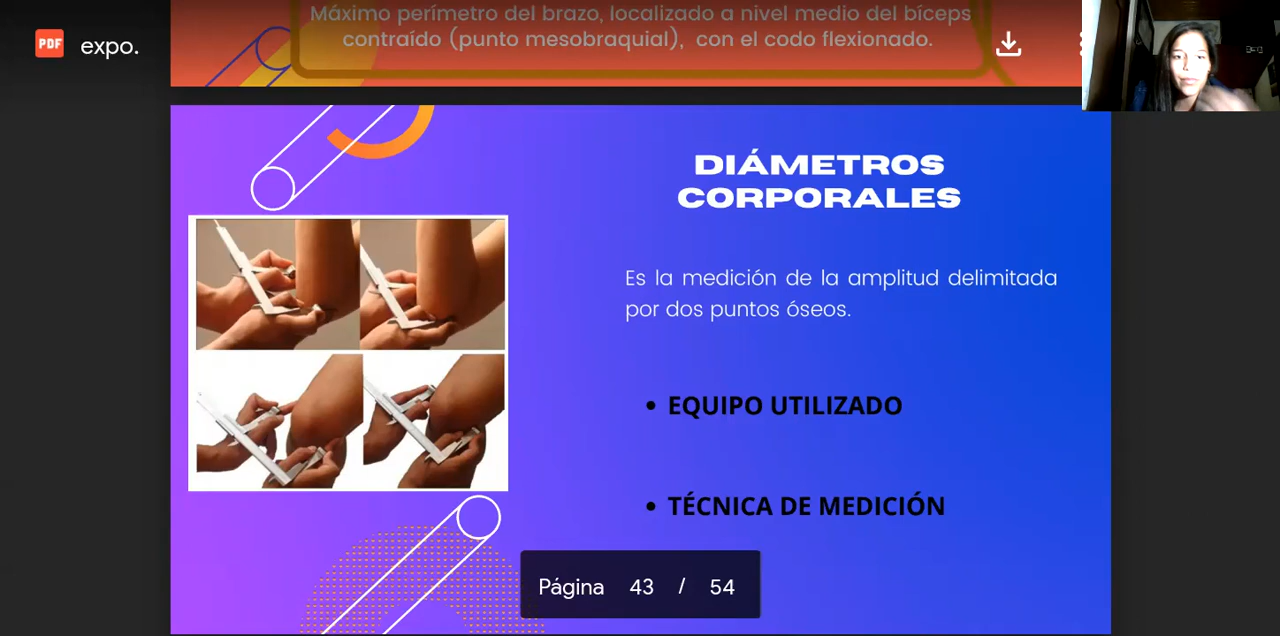 Máximo perímetro del brazo, localizado a nivel medio del bíceps
contraído (punto mesobraquial), con el codo flexionado.
PDF expo.
DIÁMETROS
CORPORALES
Es la medición de la amplitud delimitada
por dos puntos óseos.
• EQUIPO UTILIZADO
• TÉCNICA DE MEDICIÓN
Página 43 / 54